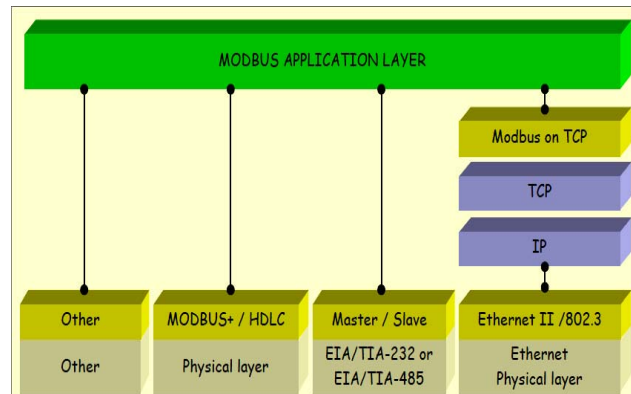 MODBUS APPLICATION LAYER
Modbus on TCP
TCP
IP
Other
MODBUS+ / HDLC
Master / Slave
Ethernet II /802.3
Other
Physical layer
EIA/TIA-232 or
EIA/TIA-485
Ethernet
Physical layer